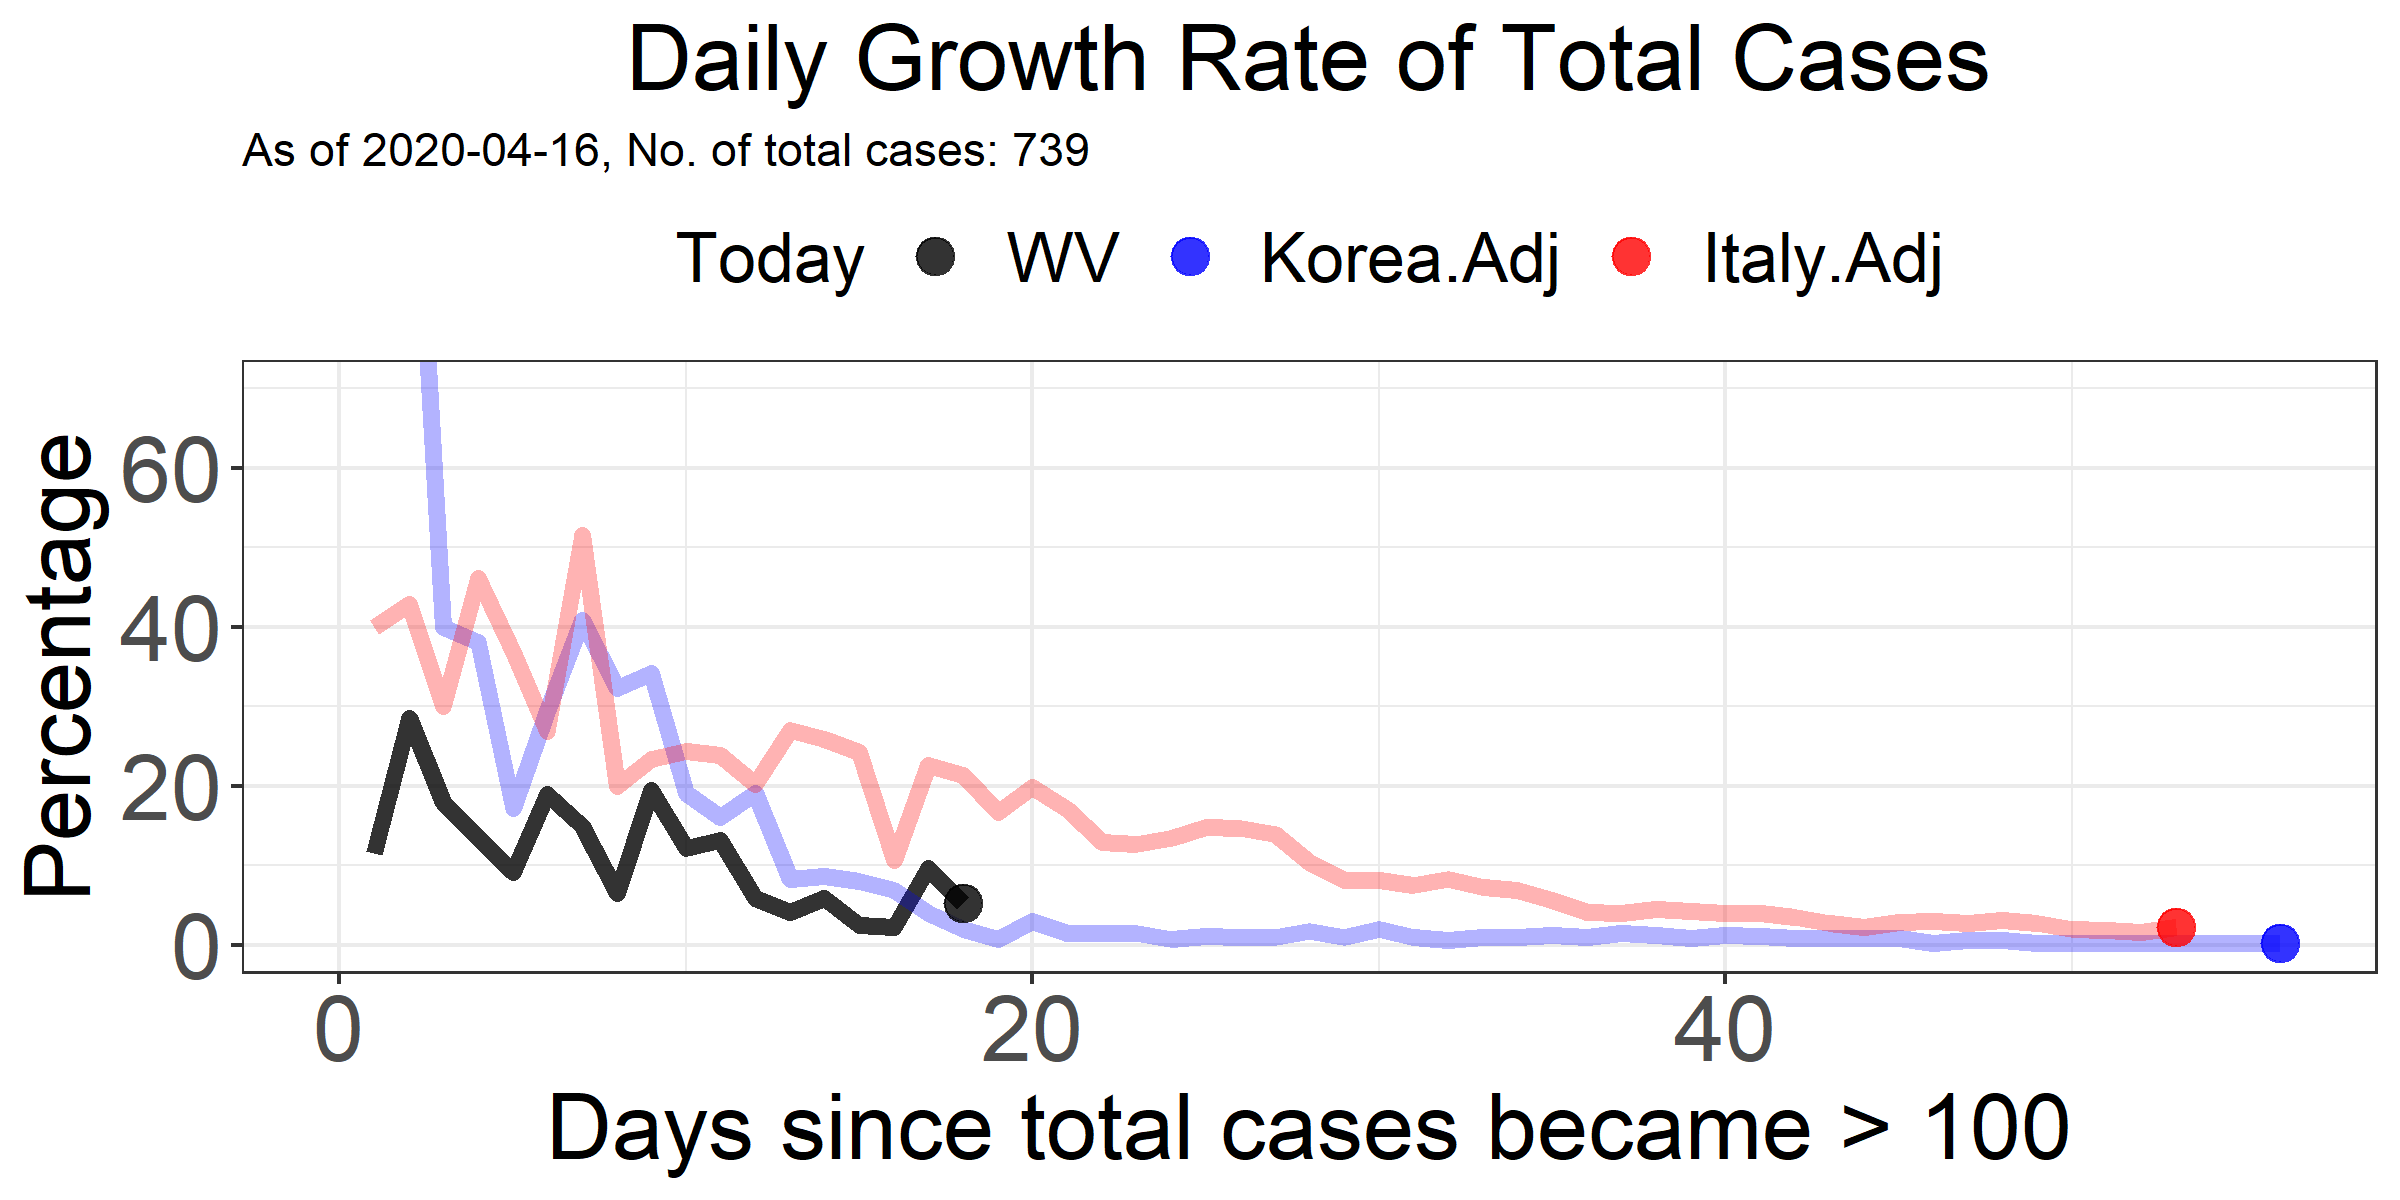 Daily Growth Rate of Total Cases
As of 2020-04-16, No. of total cases: 739
Today WV Korea.Adj Italy.Adj
Percentage
60
40
20
0
0 20 40
Days since total cases became > 100